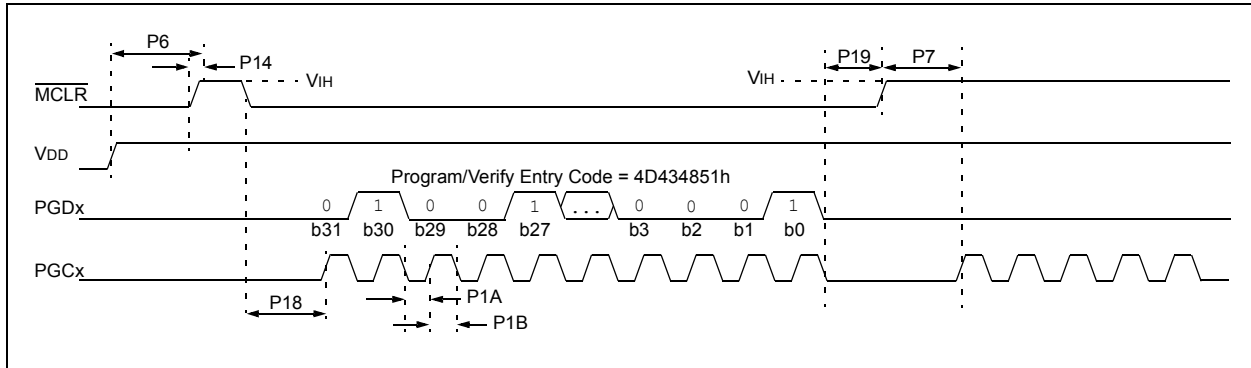 P6
P14
P19
P7
VIH
VIH
MCLR
VDD
Program/Verify Entry Code = 4D434851h
0 1 0 0 1 ... 0 0 0 1
PGDx
b31 b30 b29 b28 b27 b3 b2 b1 b0
PGCx
P18
P1A
P1B